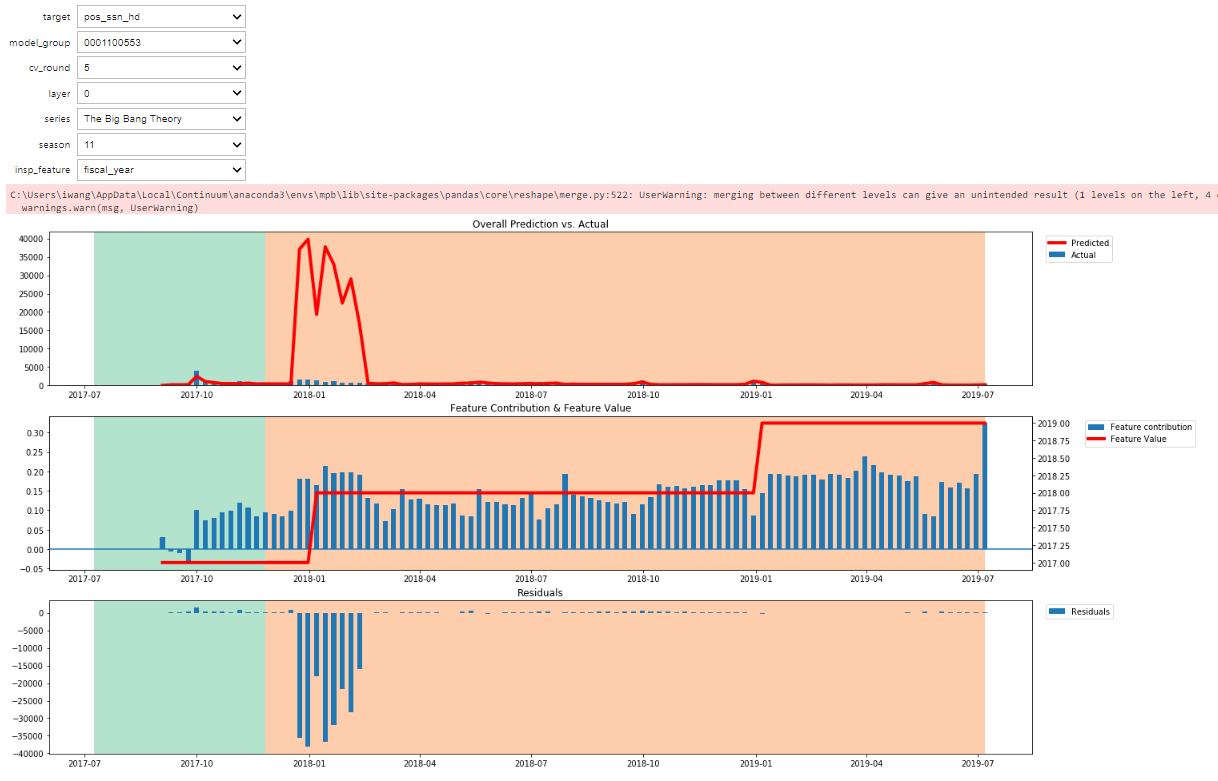 target pos_ssn_hd
model_group 0001100553
cv_round 5
layer 0
series The Big Bang Theory
season 11
insp_feature fiscal_year
C:\Users\iwang\AppData\Local\Continuum\anaconda3\envs\mpb\lib\site-packages\pandas\core\reshape\merge.py:522: UserWarning: merging between different levels can give an unintended result (1 levels on the left, 4
warnings.warn(msg, UserWarning)
Overall Prediction vs. Actual
40000
35000
30000
25000
20000
15000
10000
5000
0
Predicted
Actual
2017-07 2017-10 2018-01 2018-04 2018-07 2018-10 2019-01 2019-04 2019-07
Feature Contribution & Feature Value
0.30
0.25
0.20
0.15
0.10
0.05
0.00
−0.05
2019.00
2018.75
2018.50
2018.25
2018.00
2017.75
2017.50
2017.25
2017.00
Feature contribution
Feature Value
2017-07 2017-10 2018-01 2018-04 2018-07 2018-10 2019-01 2019-04 2019-07
Residuals
0
−5000
−10000
−15000
−20000
−25000
−30000
−35000
−40000
Residuals
2017-07 2017-10 2018-01 2018-04 2018-07 2018-10 2019-01 2019-04 2019-07